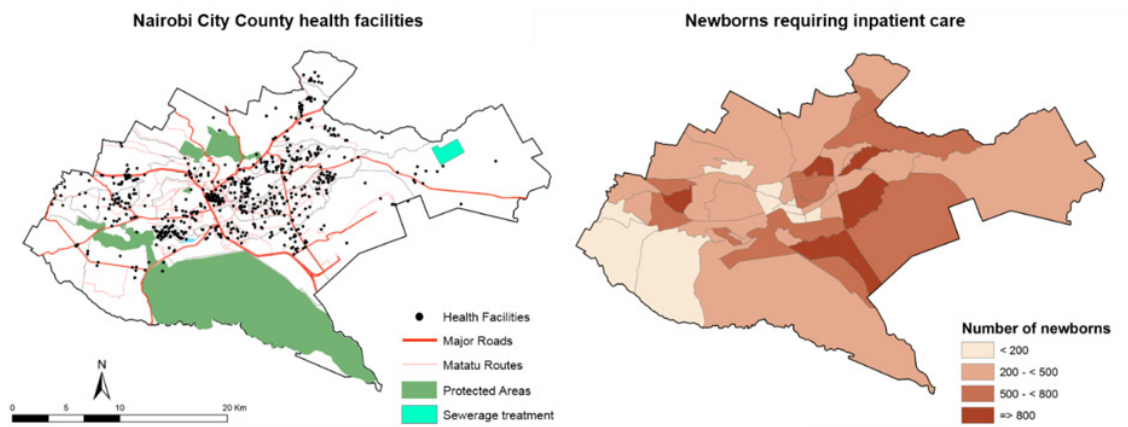 Nairobi City County health facilities
Newborns requiring inpatient care
Health Facilities
Major Roads
Matatu Routes
Protected Areas
Sewerage treatment
N
0 5 10 20 Km
Number of newborns
< 200
200 - < 500
500 - < 800
=> 800